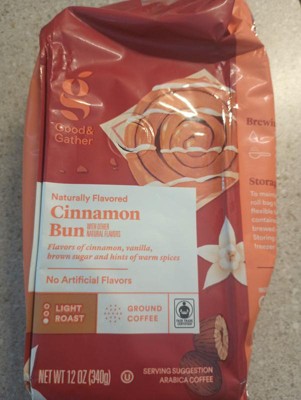 Good&
Gather
Naturally Flavored
Cinnamon
Bun WITH OTHER
NATURAL FLAVORS
Flavors of cinnamon, vanilla,
brown sugar and hints of warm spices
No Artificial Flavors
LIGHT
ROAST
GROUND
COFFEE
NET WT 12 OZ (340g)
SERVING SUGGESTION
ARABICA COFFEE
Brewin
Storag